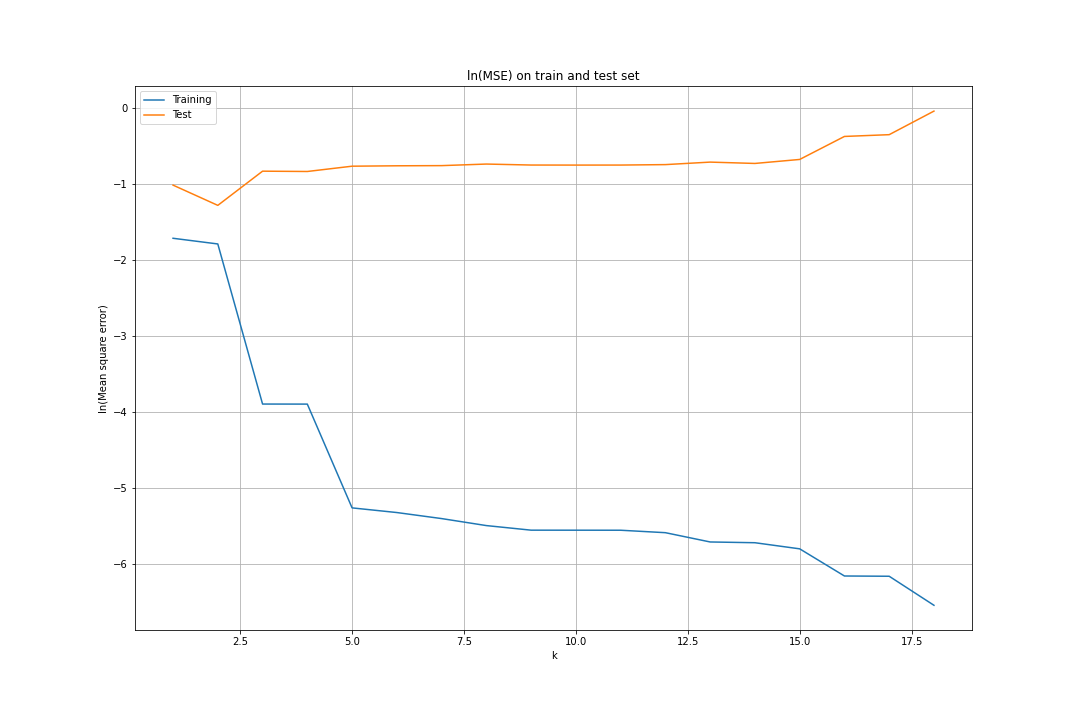 ln(MSE) on train and test set
Training
Test
ln(Mean square error)
0
−1
−2
−3
−4
−5
−6
2.5 5.0 7.5 10.0 12.5 15.0 17.5
k